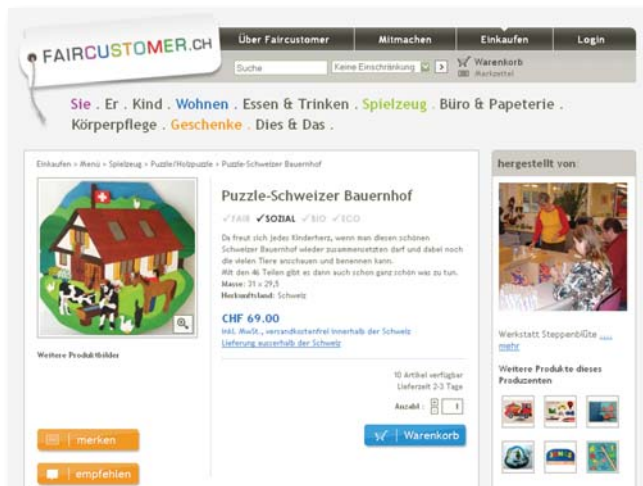 FAIRCUSTOMER.CH
Über Faircustomer Mitmachen Einkaufen Login
Suche Keine Einschränkung > Warenkorb
Merkzettel
Sie . Er . Kind . Wohnen . Essen & Trinken . Spielzeug . Büro & Papeterie .
Körperpflege . Geschenke . Dies & Das .
Einkaufen » Menü » Spielzeug » Puzzle/Holzpuzzle » Puzzle-Schweizer Bauernhof
Puzzle-Schweizer Bauernhof
✓FAIR ✓SOZIAL ✓BIO ✓ECO
Da freut sich jedes Kinderherz, wenn man diesen schönen
Schweizer Bauernhof wieder zusammensetzten darf und dabei noch
die vielen Tiere anschauen und benennen kann.
Mit den 46 Teilen gibt es dann auch schon ganz schön was zu tun.
Masse: 31 x 29,5
Herkunftsland: Schweiz
CHF 69.00
inkl. MwSt., versandkostenfrei innerhalb der Schweiz
Lieferung ausserhalb der Schweiz
10 Artikel verfügbar
Lieferzeit 2-3 Tage
Anzahl : 1
Warenkorb
Weitere Produktbilder
merken
empfehlen
hergestellt von:
Werkstatt Steppenblüte ....
mehr
Weitere Produkte dieses
Produzenten